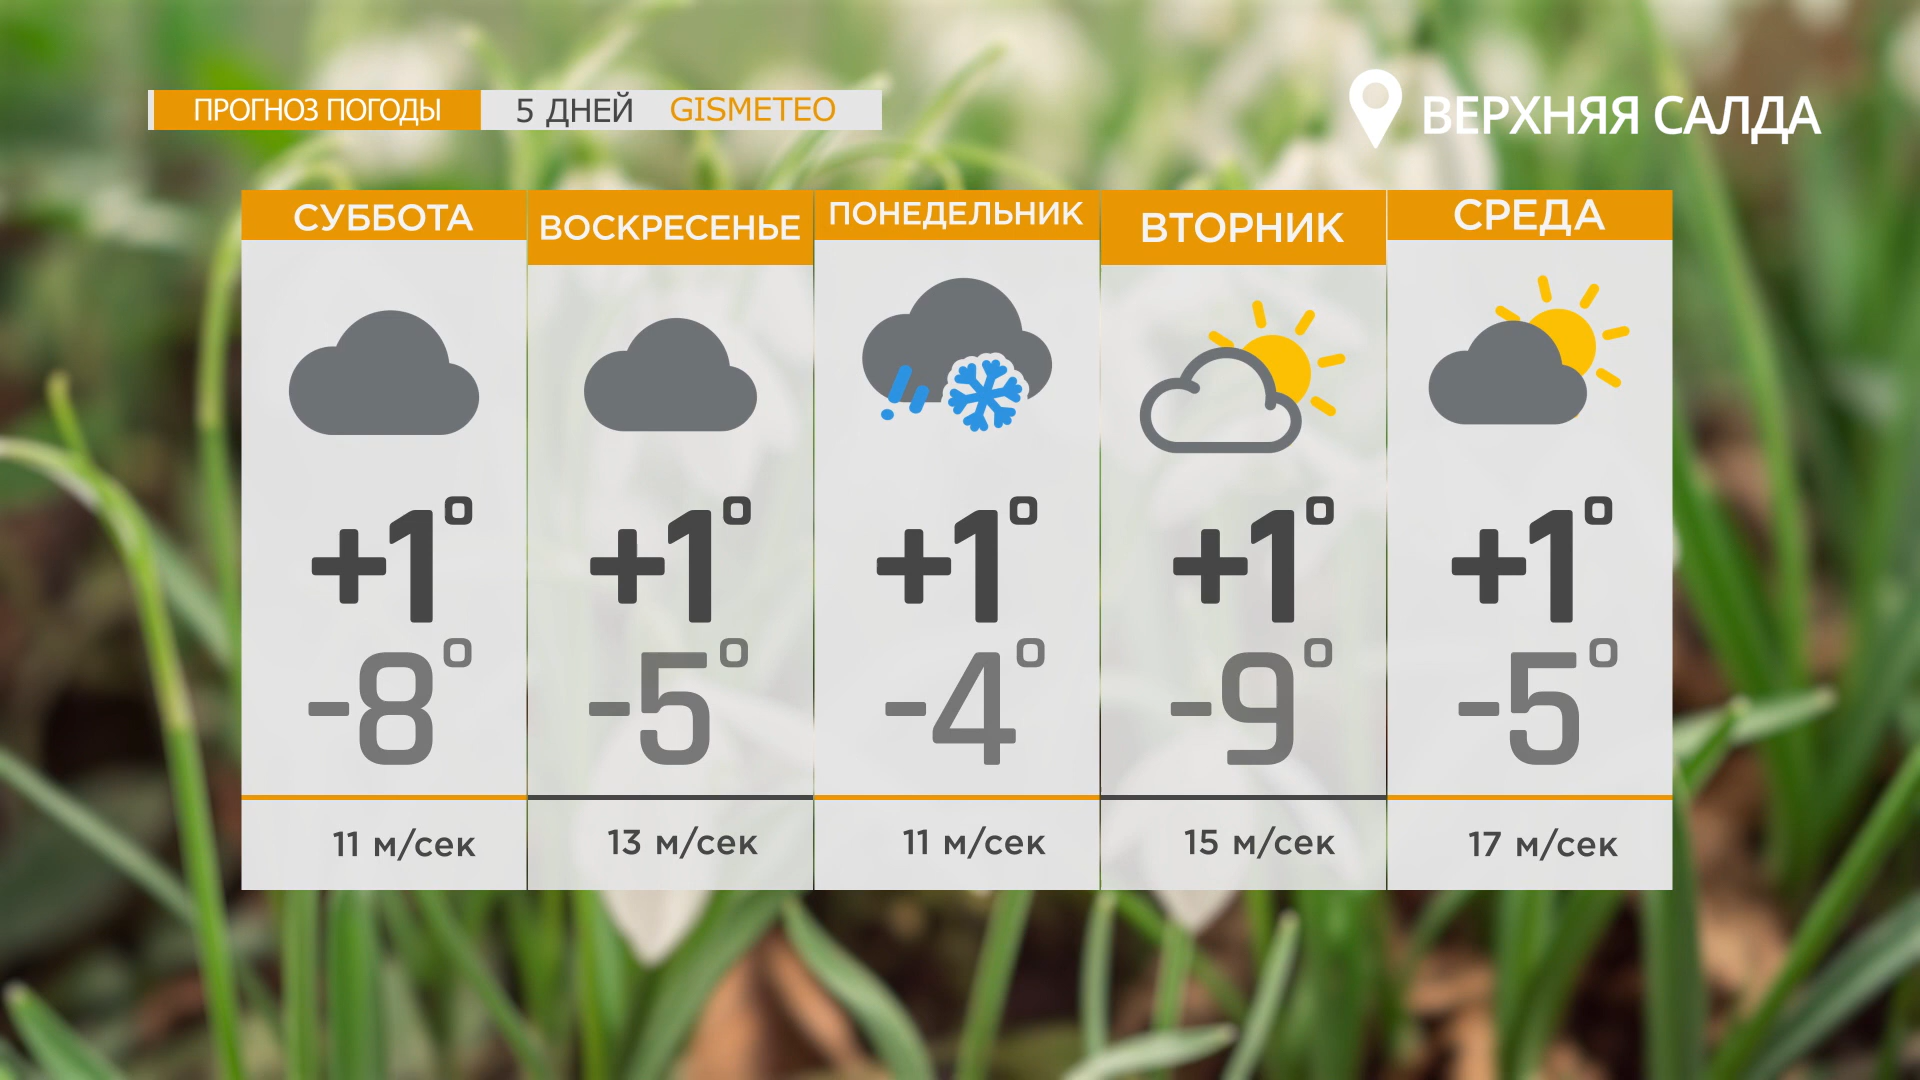 ПРОГНОЗ ПОГОДЫ 5 ДНЕЙ GISMETEO
ВЕРХНЯЯ САЛДА
СУББОТА ВОСКРЕСЕНЬЕ ПОНЕДЕЛЬНИК ВТОРНИК СРЕДА
+1° +1° +1° +1° +1°
-8° -5° -4° -9° -5°
11 м/сек 13 м/сек 11 м/сек 15 м/сек 17 м/сек